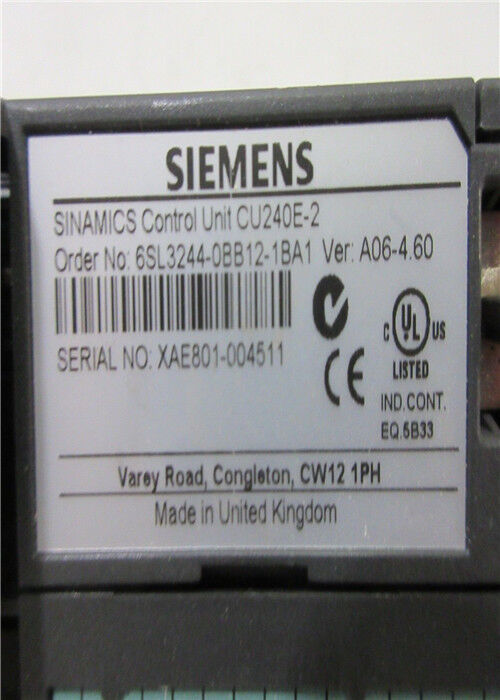 SIEMENS
SINAMICS Control Unit CU240E-2
Order No: 6SL3244-0BB12-1BA1 Ver: A06-4.60
SERIAL NO: XAE801-004511
C UL US
LISTED
CE
IND.CONT.
EQ.5B33
Varey Road, Congleton, CW12 1PH
Made in United Kingdom